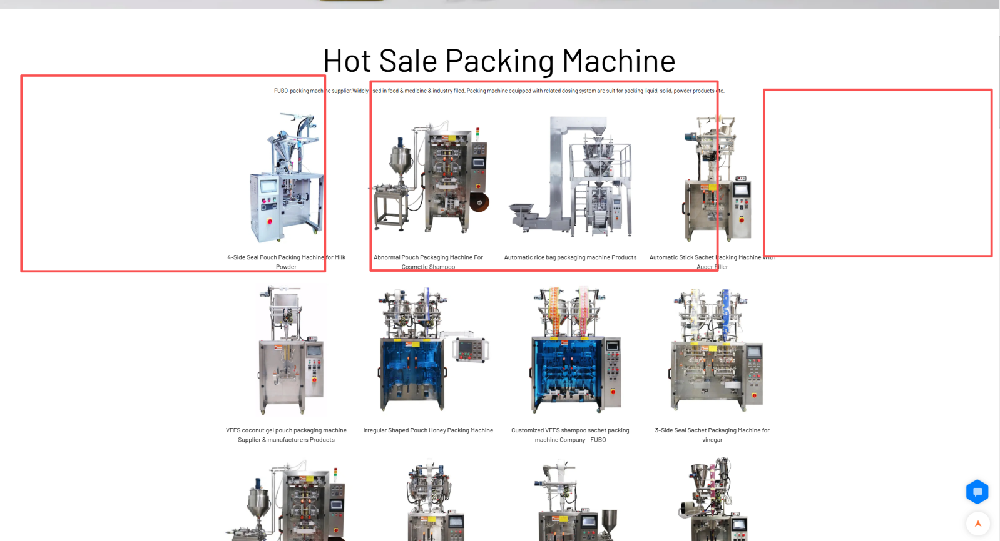 Hot Sale Packing Machine
FUBO-packing machine supplier.Widely used in food & medicine & industry filed. Packing machine equipped with related dosing system are suit for packing liquid, solid, powder products etc.
4-Side Seal Pouch Packing Machine for Milk
Powder
Abnormal Pouch Packaging Machine For
Cosmetic Shampoo
Automatic rice bag packaging machine Products
Automatic Stick Sachet Packing Machine With
Auger Filler
VFFS coconut gel pouch packaging machine
Supplier & manufacturers Products
Irregular Shaped Pouch Honey Packing Machine
Customized VFFS shampoo sachet packing
machine Company - FUBO
3-Side Seal Sachet Packaging Machine for
vinegar